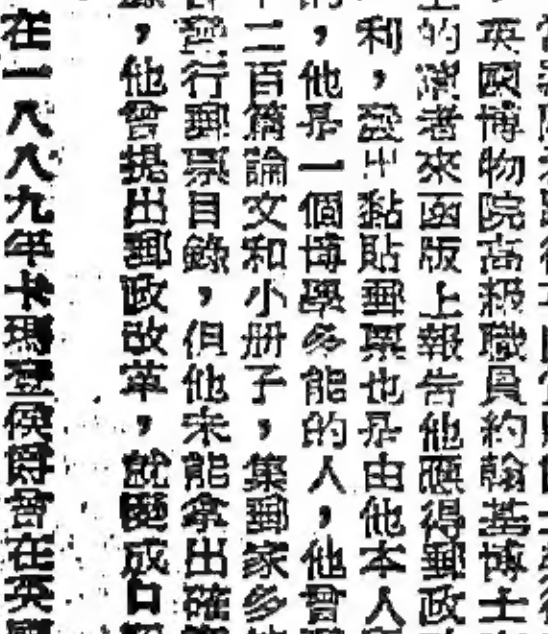 英國博物院高級職員約翰基博士
的讀者來函版上報告他應得郵政
利，發出黏貼郵票也是由他本人
，他是一個博學多能的人，他曾
二百篇論文和小册子，集郵家多
發行郵票目錄，但他未能拿出確
，他曾提出郵政改革，就變成口
在一八八九年卡瑪登侯爵曾在英國